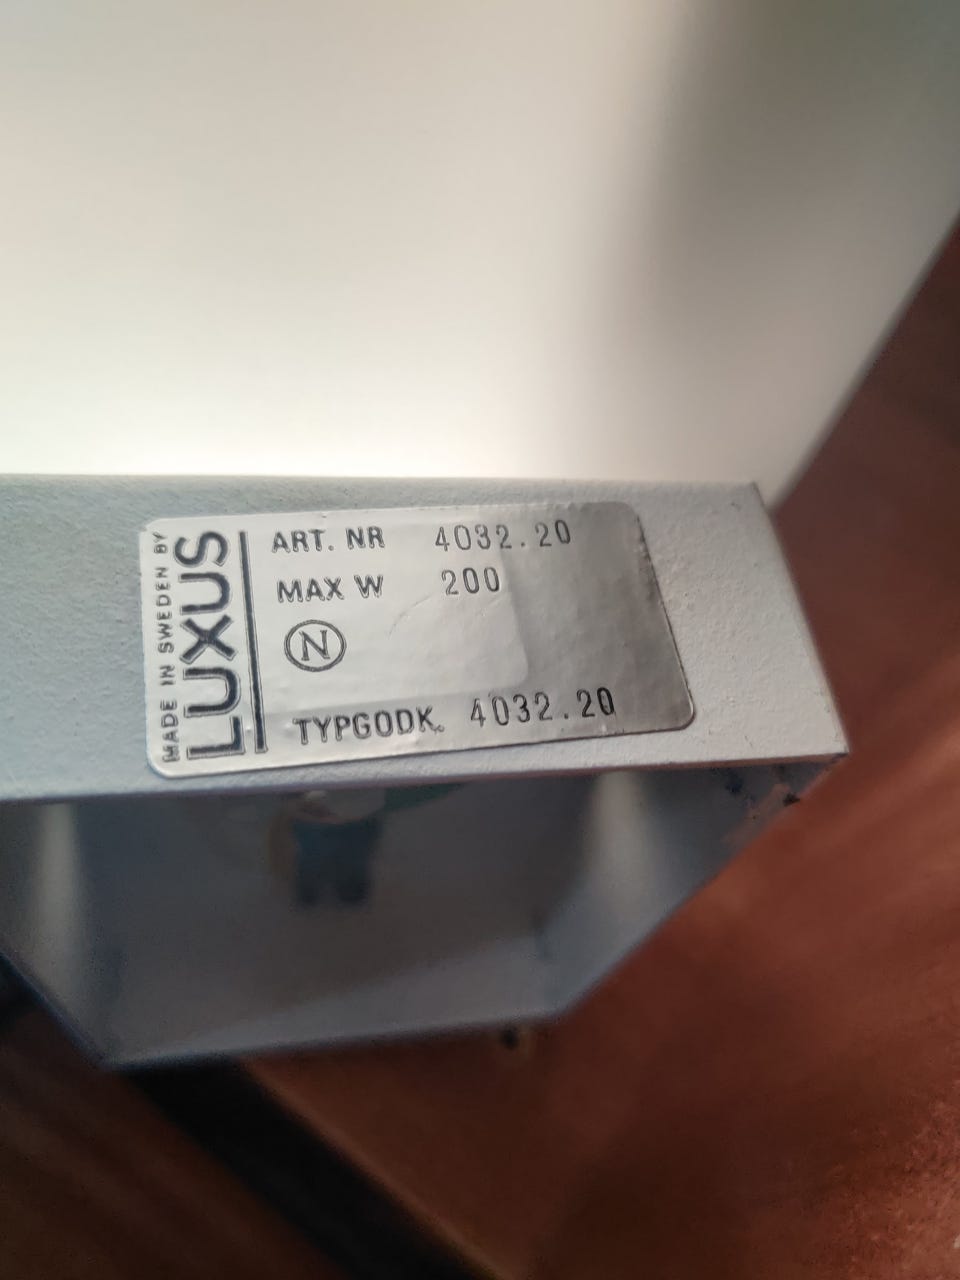 MADE IN SWEDEN BY
LUXUS
ART. NR 4032.20
MAX W 200
N
TYPGODK. 4032.20